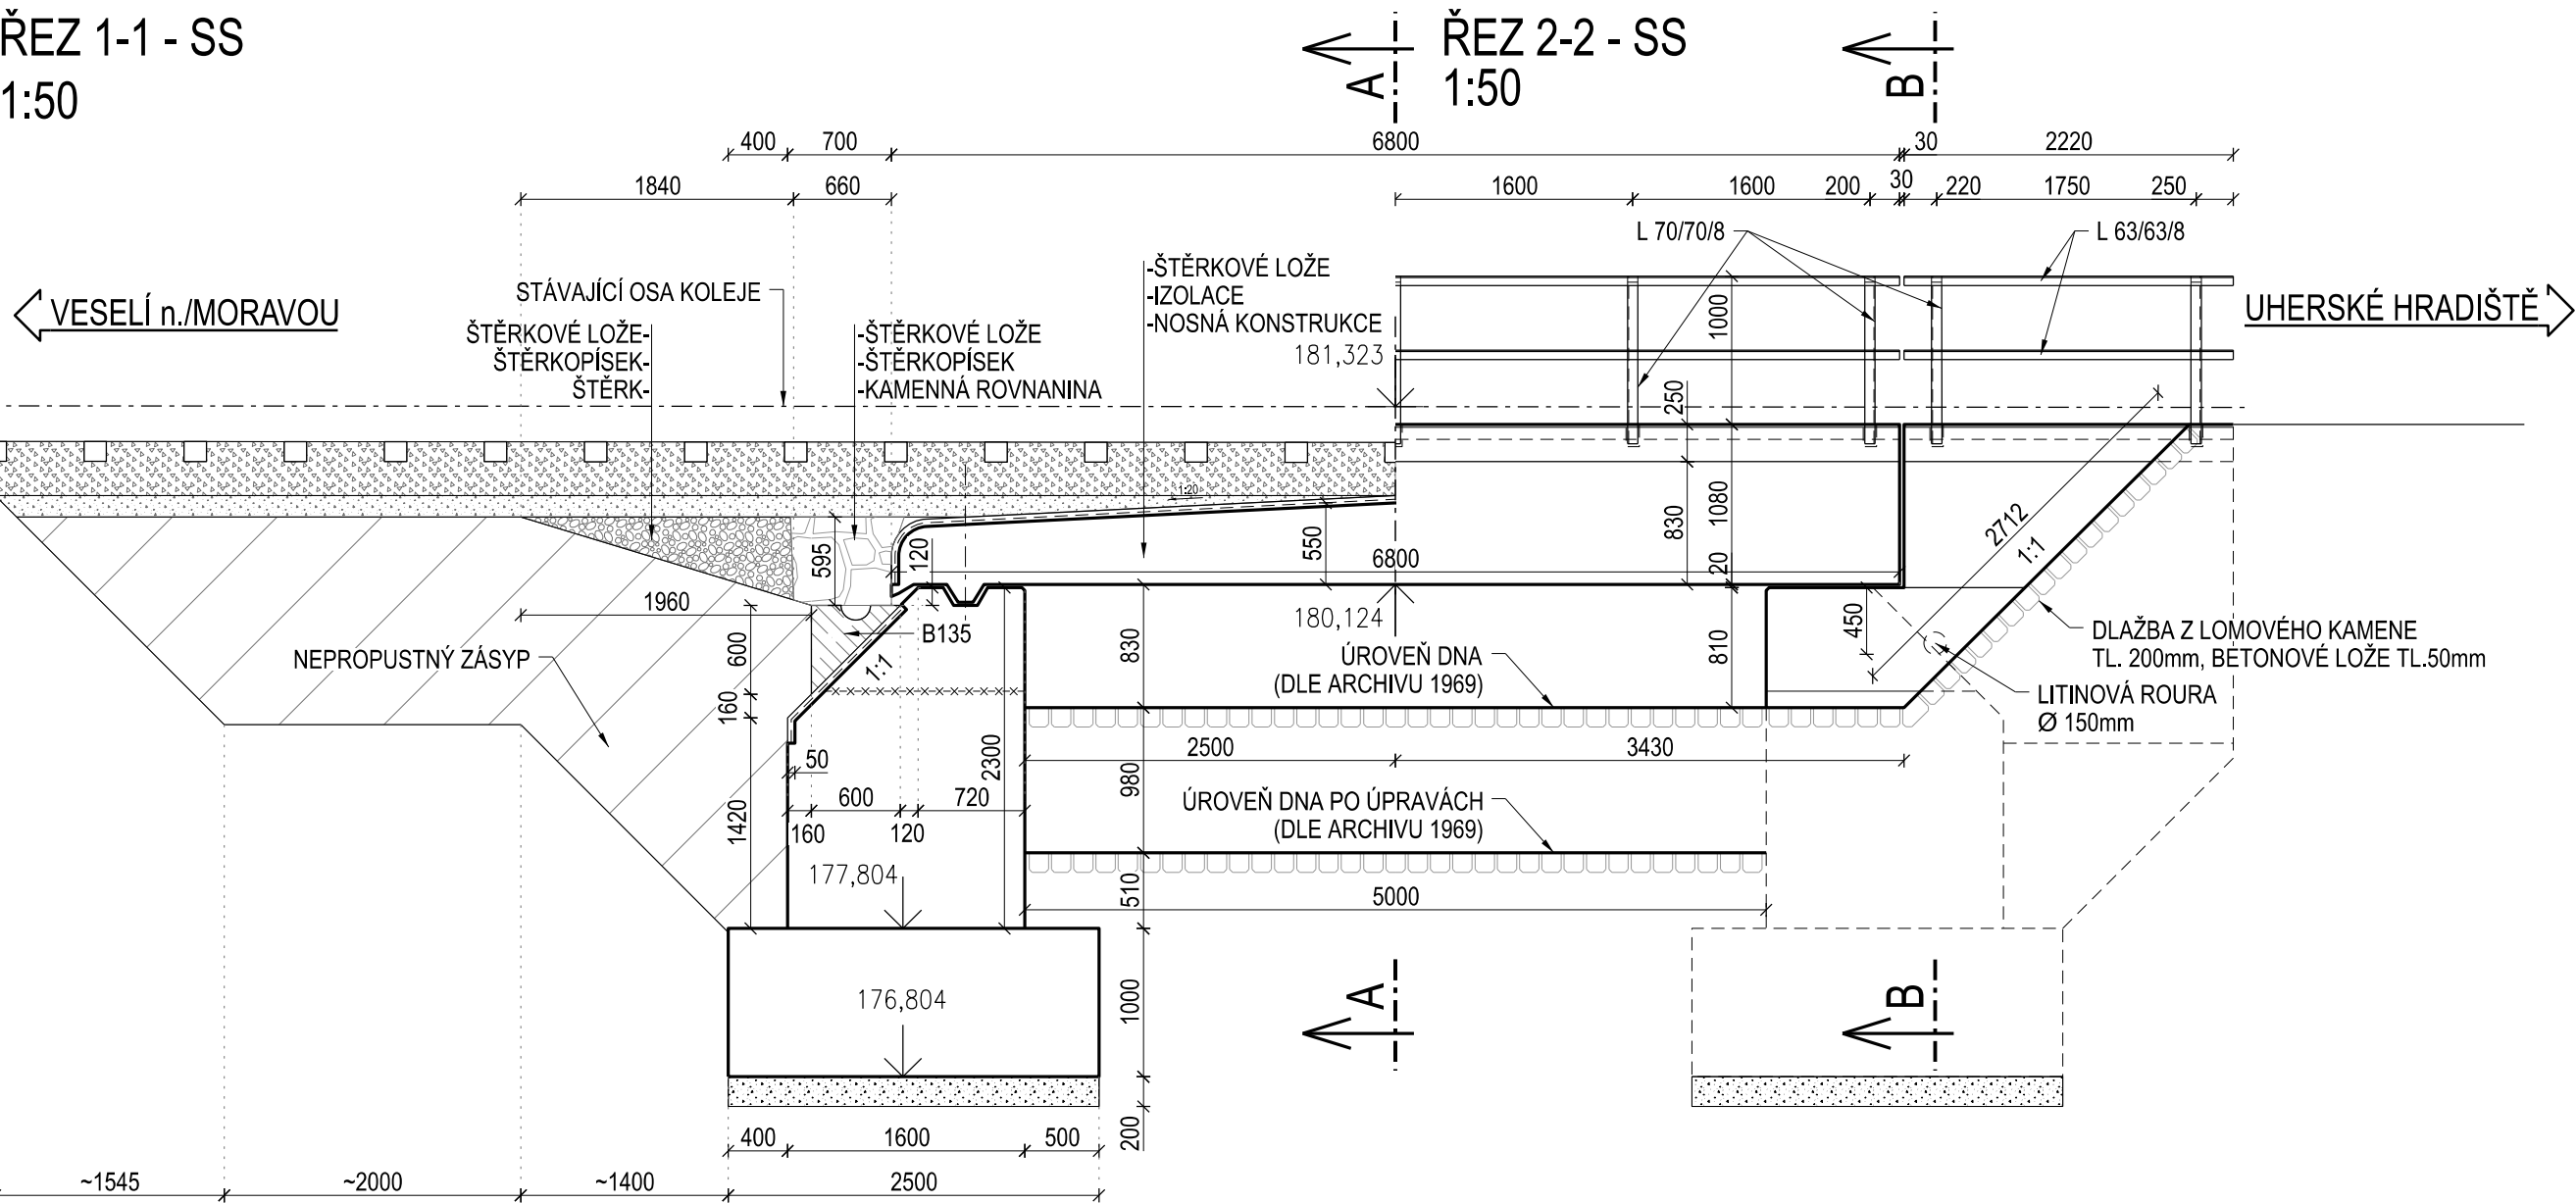 ŘEZ 1-1 - SS
1:50
A
ŘEZ 2-2 - SS
1:50
B
400 700 6800 30 2220
1840 660 1600 1600 200 30 220 1750 250
L 70/70/8
L 63/63/8
VESELÍ n./MORAVOU
STÁVAJÍCÍ OSA KOLEJE
-ŠTĚRKOVÉ LOŽE
-IZOLACE
-NOSNÁ KONSTRUKCE
181,323
UHERSKÉ HRADIŠTĚ
ŠTĚRKOVÉ LOŽE-
ŠTĚRKOPÍSEK-
ŠTĚRK-
-ŠTĚRKOVÉ LOŽE
-ŠTĚRKOPÍSEK
-KAMENNÁ ROVNANINA
1000
250
1:20
1080
830
20
550
6800
595
120
2712
1:1
1960
600
160
1420
B135
1:1
NEPROPUSTNÝ ZÁSYP
180,124
830
810
450
ÚROVEŇ DNA
(DLE ARCHIVU 1969)
DLAŽBA Z LOMOVÉHO KAMENE
TL. 200mm, BETONOVÉ LOŽE TL.50mm
LITINOVÁ ROURA
Ø 150mm
2500 3430
50
2300
980
600 720
160 120
ÚROVEŇ DNA PO ÚPRAVÁCH
(DLE ARCHIVU 1969)
177,804
510
5000
176,804
1000
A
B
200
400 1600 500
~1545 ~2000 ~1400 2500